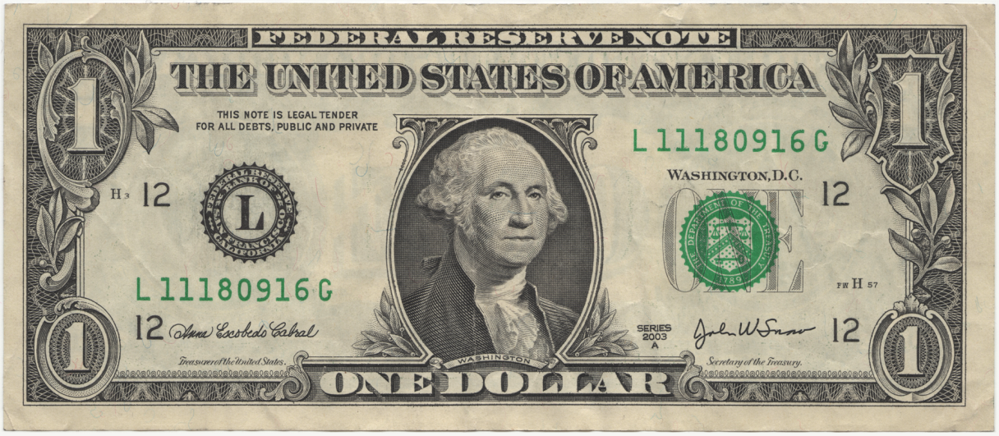 FEDERAL RESERVE NOTE
THE UNITED STATES OF AMERICA
1
1
THIS NOTE IS LEGAL TENDER
FOR ALL DEBTS, PUBLIC AND PRIVATE
L 11180916 G
WASHINGTON, D.C.
H 3
12
12
FEDERAL RESERVE BANK OF SAN FRANCISCO CALIFORNIA
L
ONE
THE DEPARTMENT OF THE TREASURY
1789
L 11180916 G
FW H 57
12
Anna Escobedo Cabral
SERIES
2003
A
John W Snow
12
1
1
Treasurer of the United States.
WASHINGTON
Secretary of the Treasury.
ONE DOLLAR